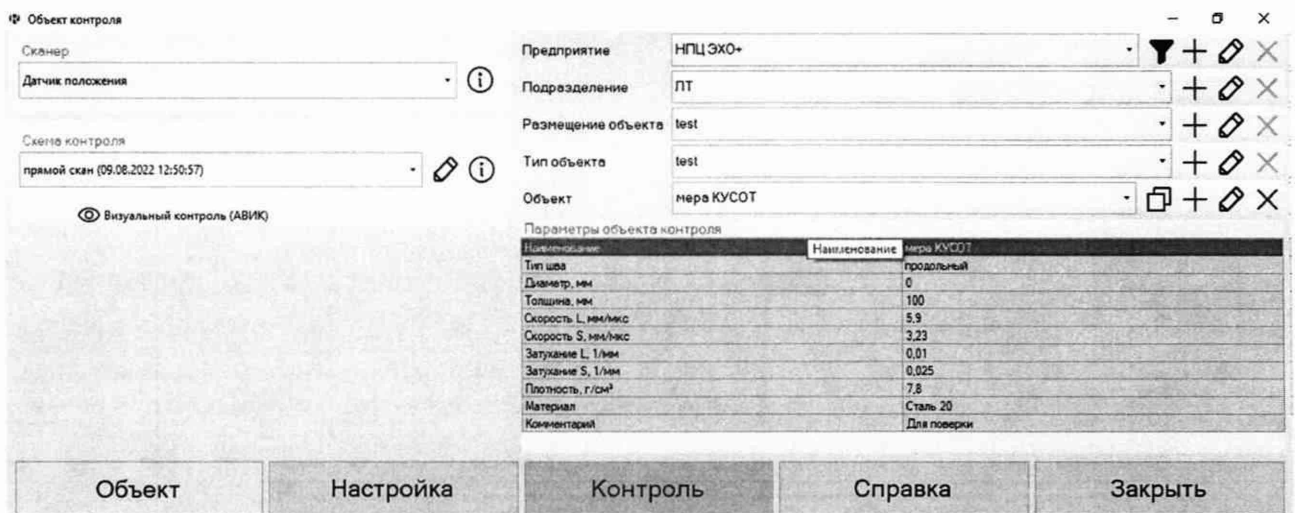 Объект контроля
Сканер
Датчик положения
Схема контроля
прямой скан (09.08.2022 12:50:57)
Визуальный контроль (АВИК)
Предприятие НПЦ ЭХО+
Подразделение ЛТ
Размещение объекта test
Тип объекта test
Объект мера КУСОТ
Параметры объекта контроля
Наименование Наименование мера КУСОТ
Тип шва продольный
Диаметр, мм 0
Толщина, мм 100
Скорость L, мм/мкс 5,9
Скорость S, мм/мкс 3,23
Затухание L, 1/мм 0,01
Затухание S, 1/мм 0,025
Плотность, г/см³ 7,8
Материал Сталь 20
Комментарий Для поверки
Объект Настройка Контроль Справка Закрыть